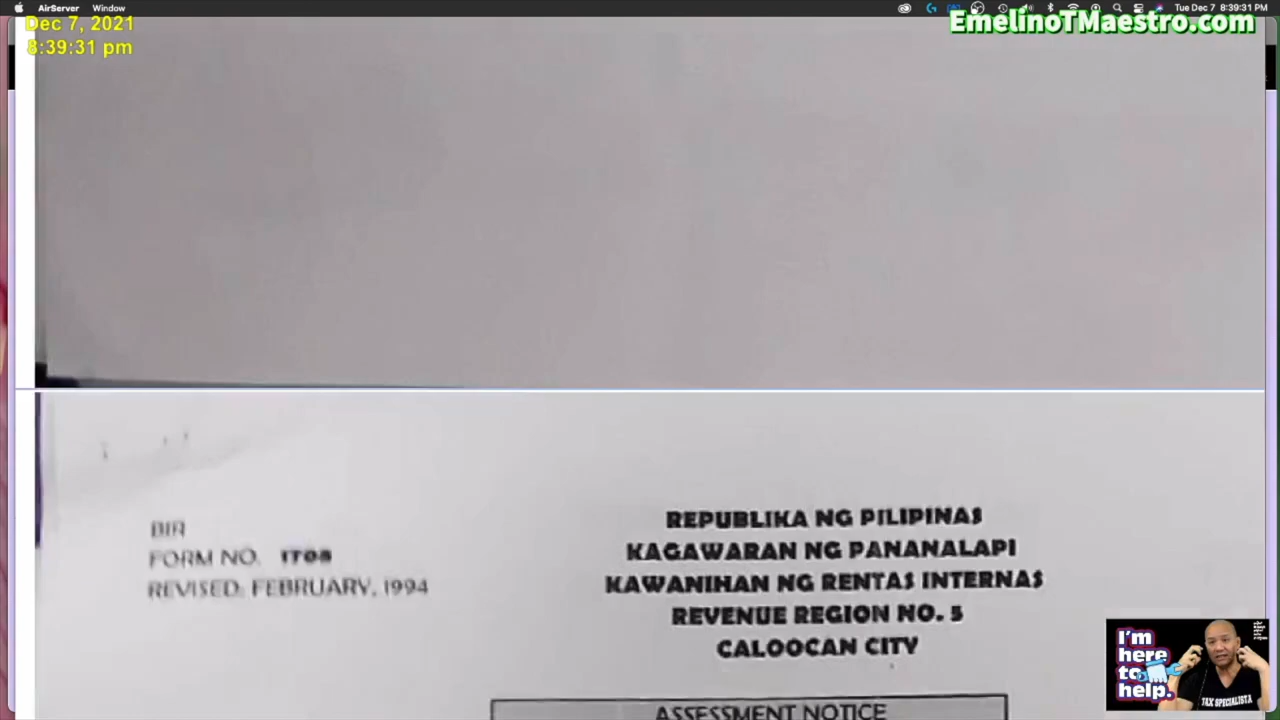 AirServer Window
Tue Dec 7 8:39:31 PM
Dec 7, 2021
8:39:31 pm
EmelinoTMaestro.com
BIR
FORM NO. 1708
REVISED: FEBRUARY, 1994
REPUBLIKA NG PILIPINAS
KAGAWARAN NG PANANALAPI
KAWANIHAN NG RENTAS INTERNAS
REVENUE REGION NO. 5
CALOOCAN CITY
ASSESSMENT NOTICE
I'm
here
to
help.
TAX SPECIALISTA